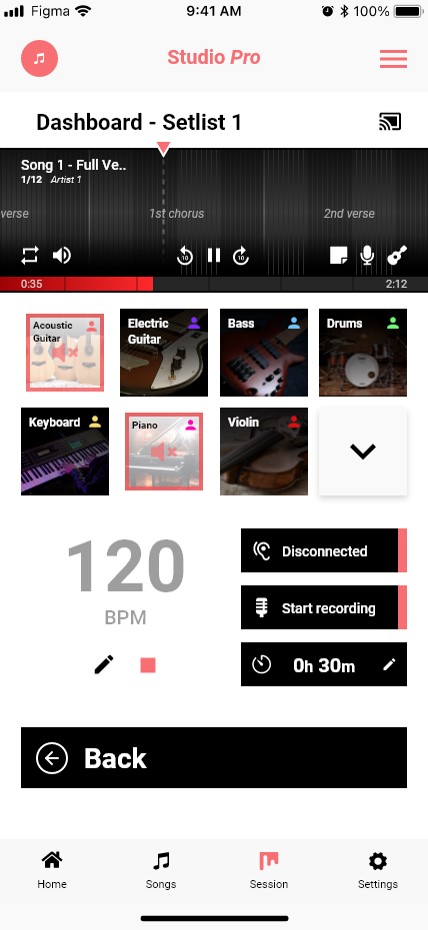 Figma 9:41 AM 100%
Studio Pro
Dashboard - Setlist 1
Song 1 - Full Ve..
1/12 Artist 1
verse 1st chorus 2nd verse
10 10
0:35 2:12
Acoustic Guitar
Electric Guitar
Bass
Drums
Keyboard
Piano
Violin
120
BPM
Disconnected
Start recording
0h 30m
Back
Home Songs Session Settings